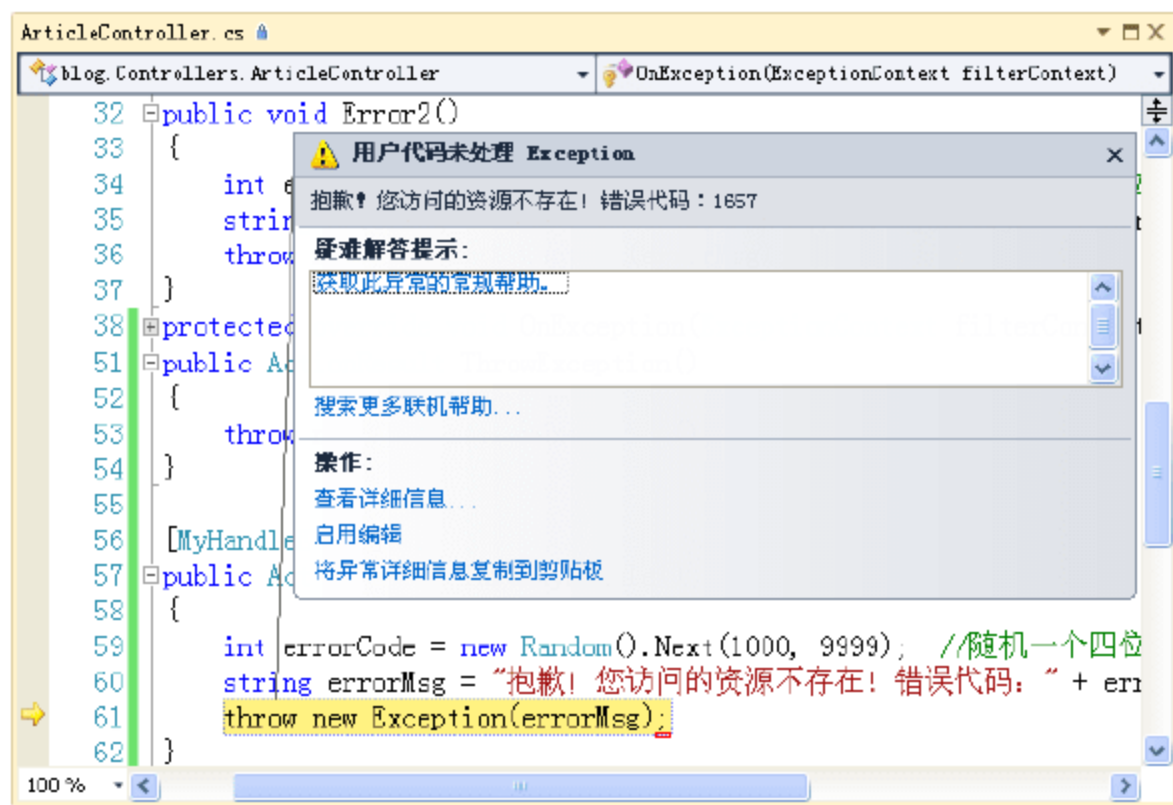 ArticleController.cs
blog.Controllers.ArticleController
OnException(ExceptionContext filterContext)
32 public void Error2()
33 {
34 int e
35 strin
36 throw
37 }
38 protected
51 public Ac
52 {
53 throw
54 }
55
56 [MyHandle
57 public Ac
58 {
59 int errorCode = new Random().Next(1000, 9999); //随机一个四位
60 string errorMsg = "抱歉! 您访问的资源不存在! 错误代码: " + err
61 throw new Exception(errorMsg);
62 }
用户代码未处理 Exception
抱歉! 您访问的资源不存在! 错误代码:1657
疑难解答提示:
获取此异常的常规帮助。
搜索更多联机帮助...
操作:
查看详细信息...
启用编辑
将异常详细信息复制到剪贴板
100 %